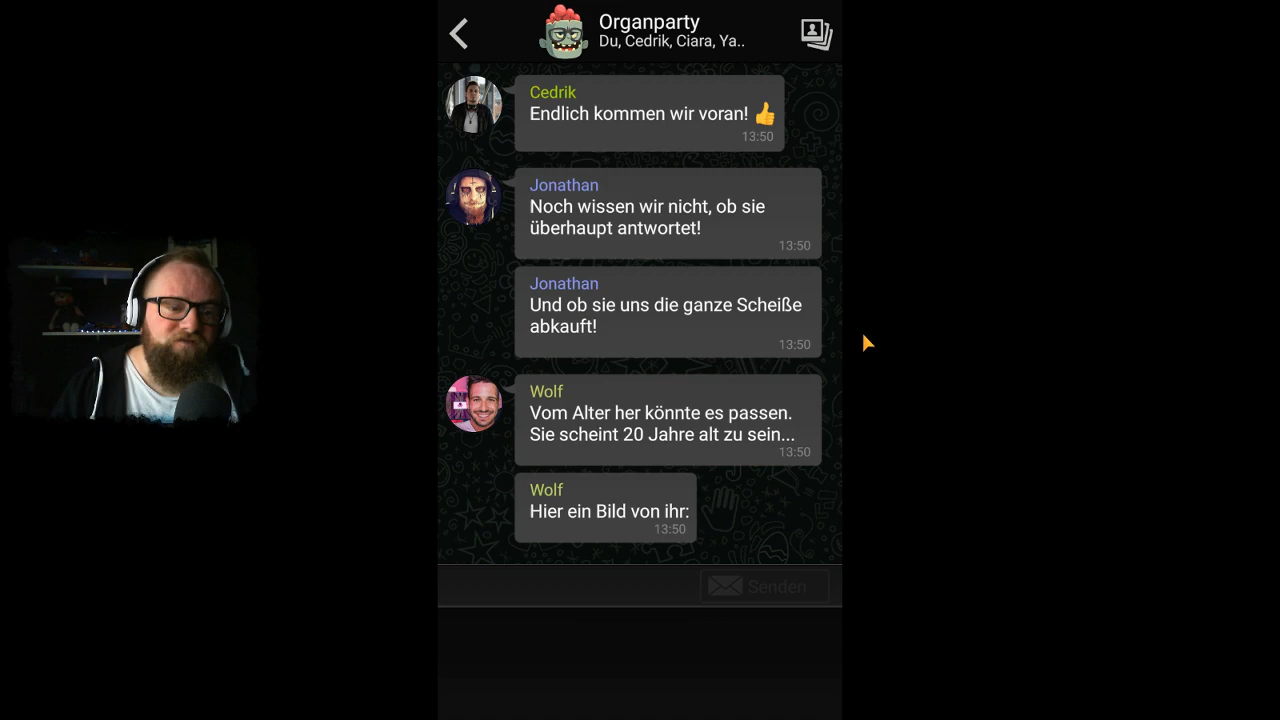 Organparty
Du, Cedrik, Ciara, Ya..
Cedrik
Endlich kommen wir voran! 👍
13:50
Jonathan
Noch wissen wir nicht, ob sie
überhaupt antwortet!
13:50
Jonathan
Und ob sie uns die ganze Scheiße
abkauft!
13:50
Wolf
Vom Alter her könnte es passen.
Sie scheint 20 Jahre alt zu sein...
13:50
Wolf
Hier ein Bild von ihr:
13:50
Senden